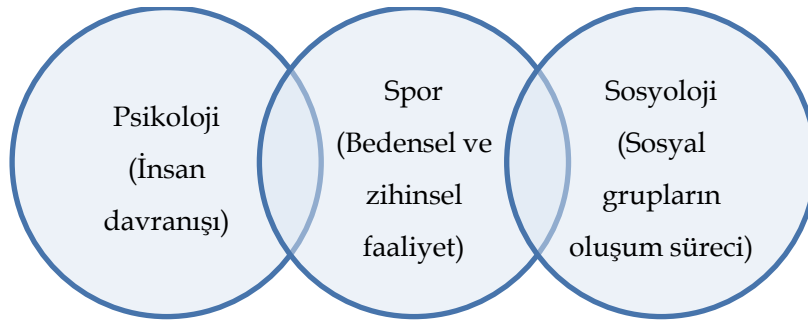 Psikoloji
(İnsan
davranışı)
Spor
(Bedensel ve
zihinsel
faaliyet)
Sosyoloji
(Sosyal
grupların
oluşum süreci)